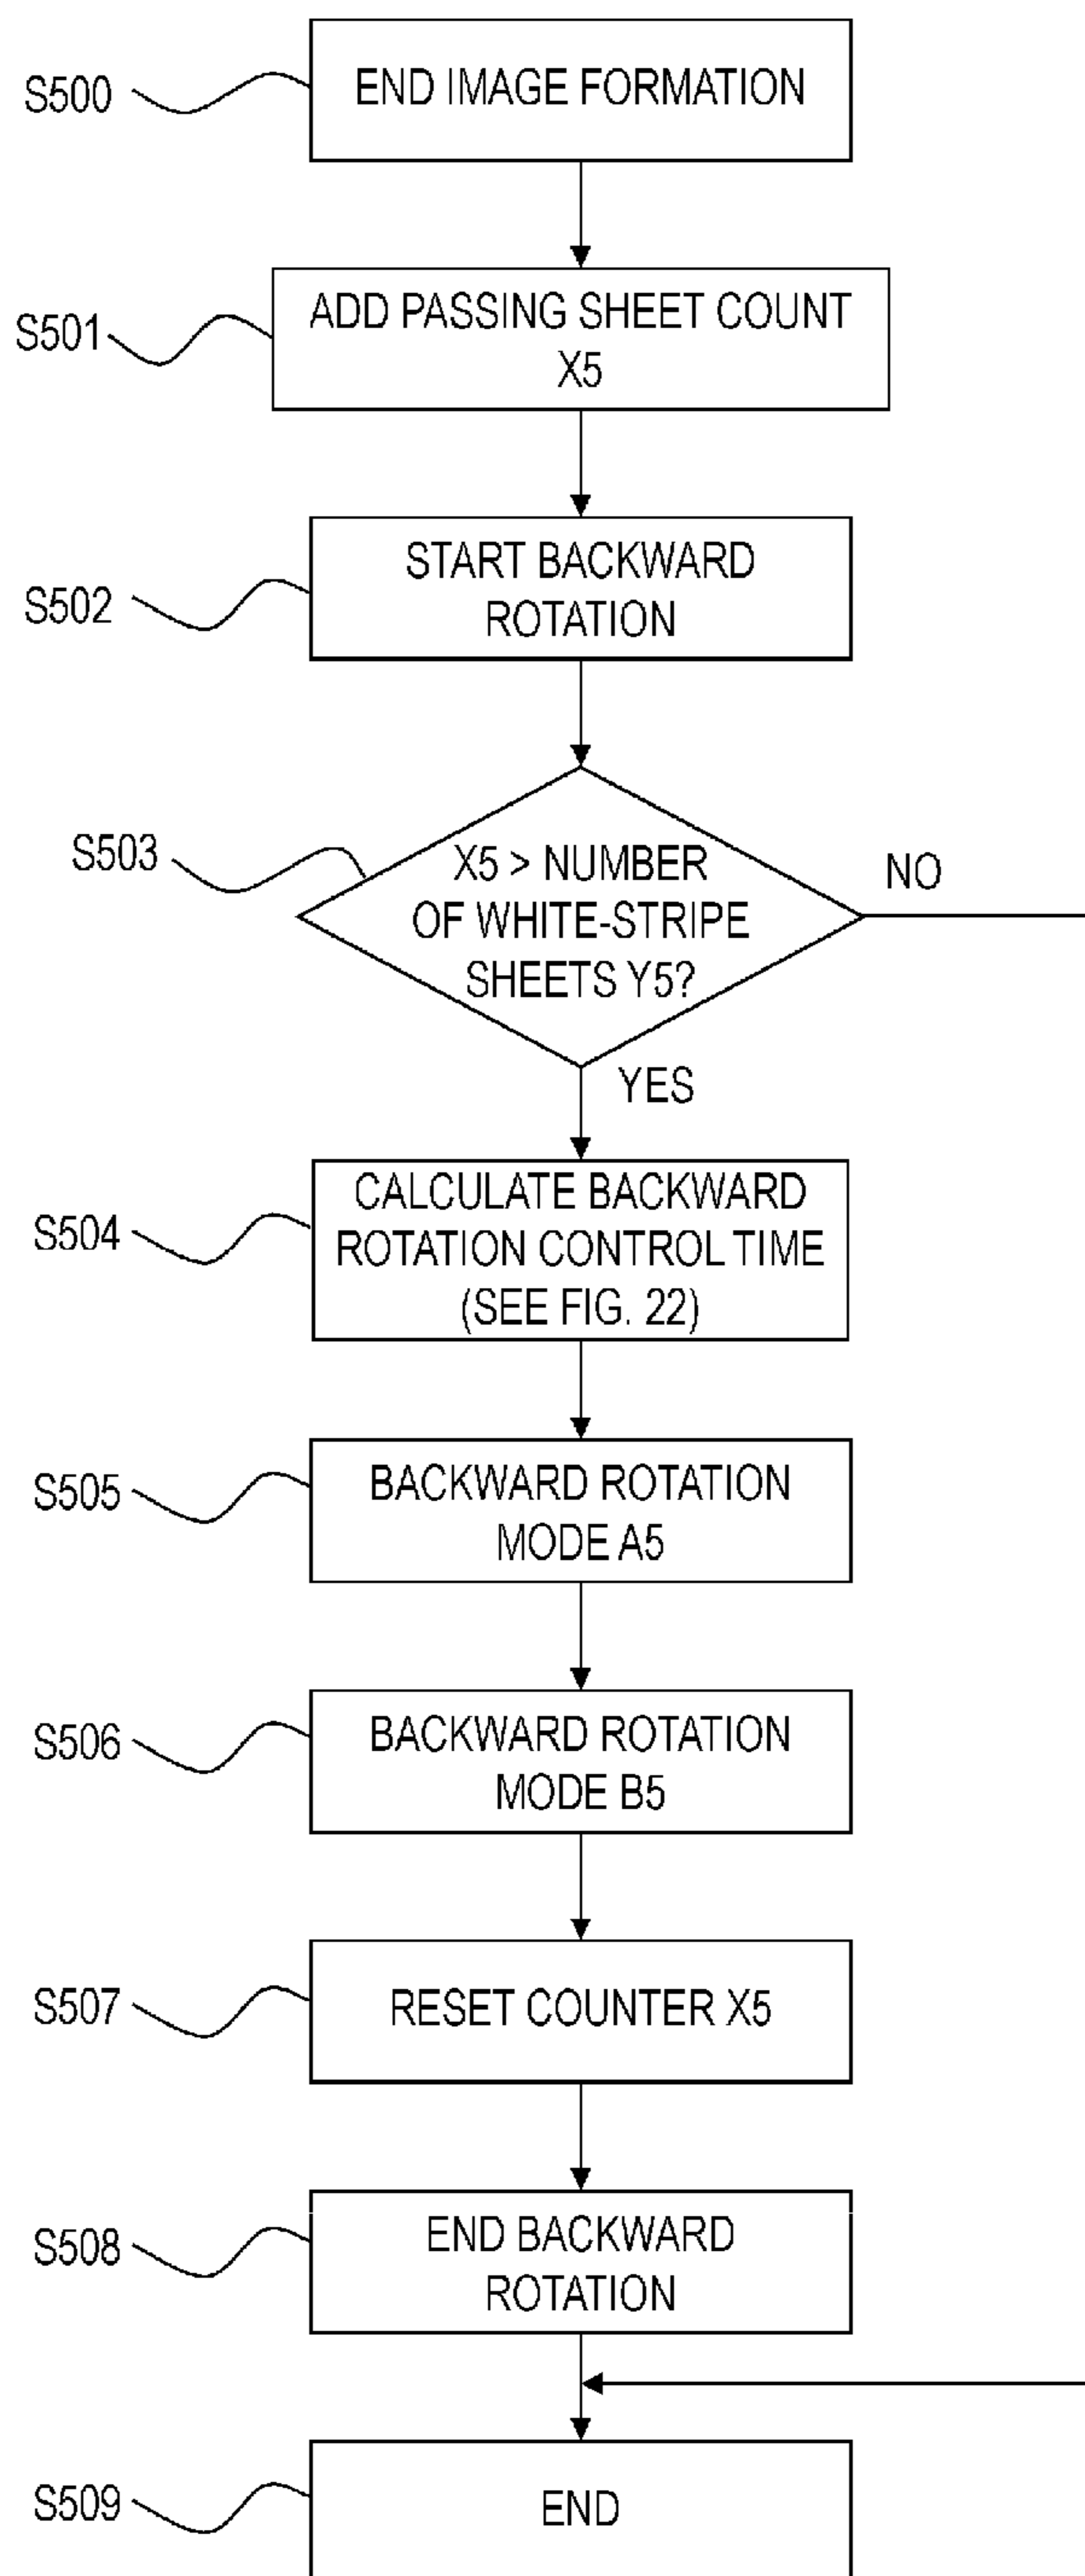 S500
END IMAGE FORMATION
S501
ADD PASSING SHEET COUNT
X5
S502
START BACKWARD
ROTATION
S503
X5 > NUMBER
OF WHITE-STRIPE
SHEETS Y5?
NO
YES
S504
CALCULATE BACKWARD
ROTATION CONTROL TIME
(SEE FIG. 22)
S505
BACKWARD ROTATION
MODE A5
S506
BACKWARD ROTATION
MODE B5
S507
RESET COUNTER X5
S508
END BACKWARD
ROTATION
S509
END